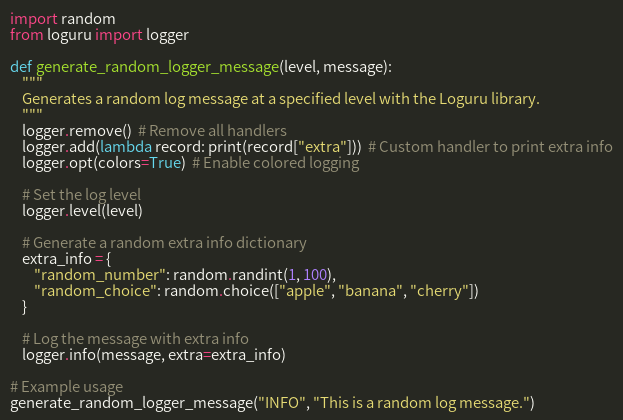 import random
from loguru import logger

def generate_random_logger_message(level, message):
    """
    Generates a random log message at a specified level with the Loguru library.
    """
    logger.remove()  # Remove all handlers
    logger.add(lambda record: print(record["extra"]))  # Custom handler to print extra info
    logger.opt(colors=True)  # Enable colored logging

    # Set the log level
    logger.level(level)

    # Generate a random extra info dictionary
    extra_info = {
        "random_number": random.randint(1, 100),
        "random_choice": random.choice(["apple", "banana", "cherry"])
    }

    # Log the message with extra info
    logger.info(message, extra=extra_info)

# Example usage
generate_random_logger_message("INFO", "This is a random log message.")